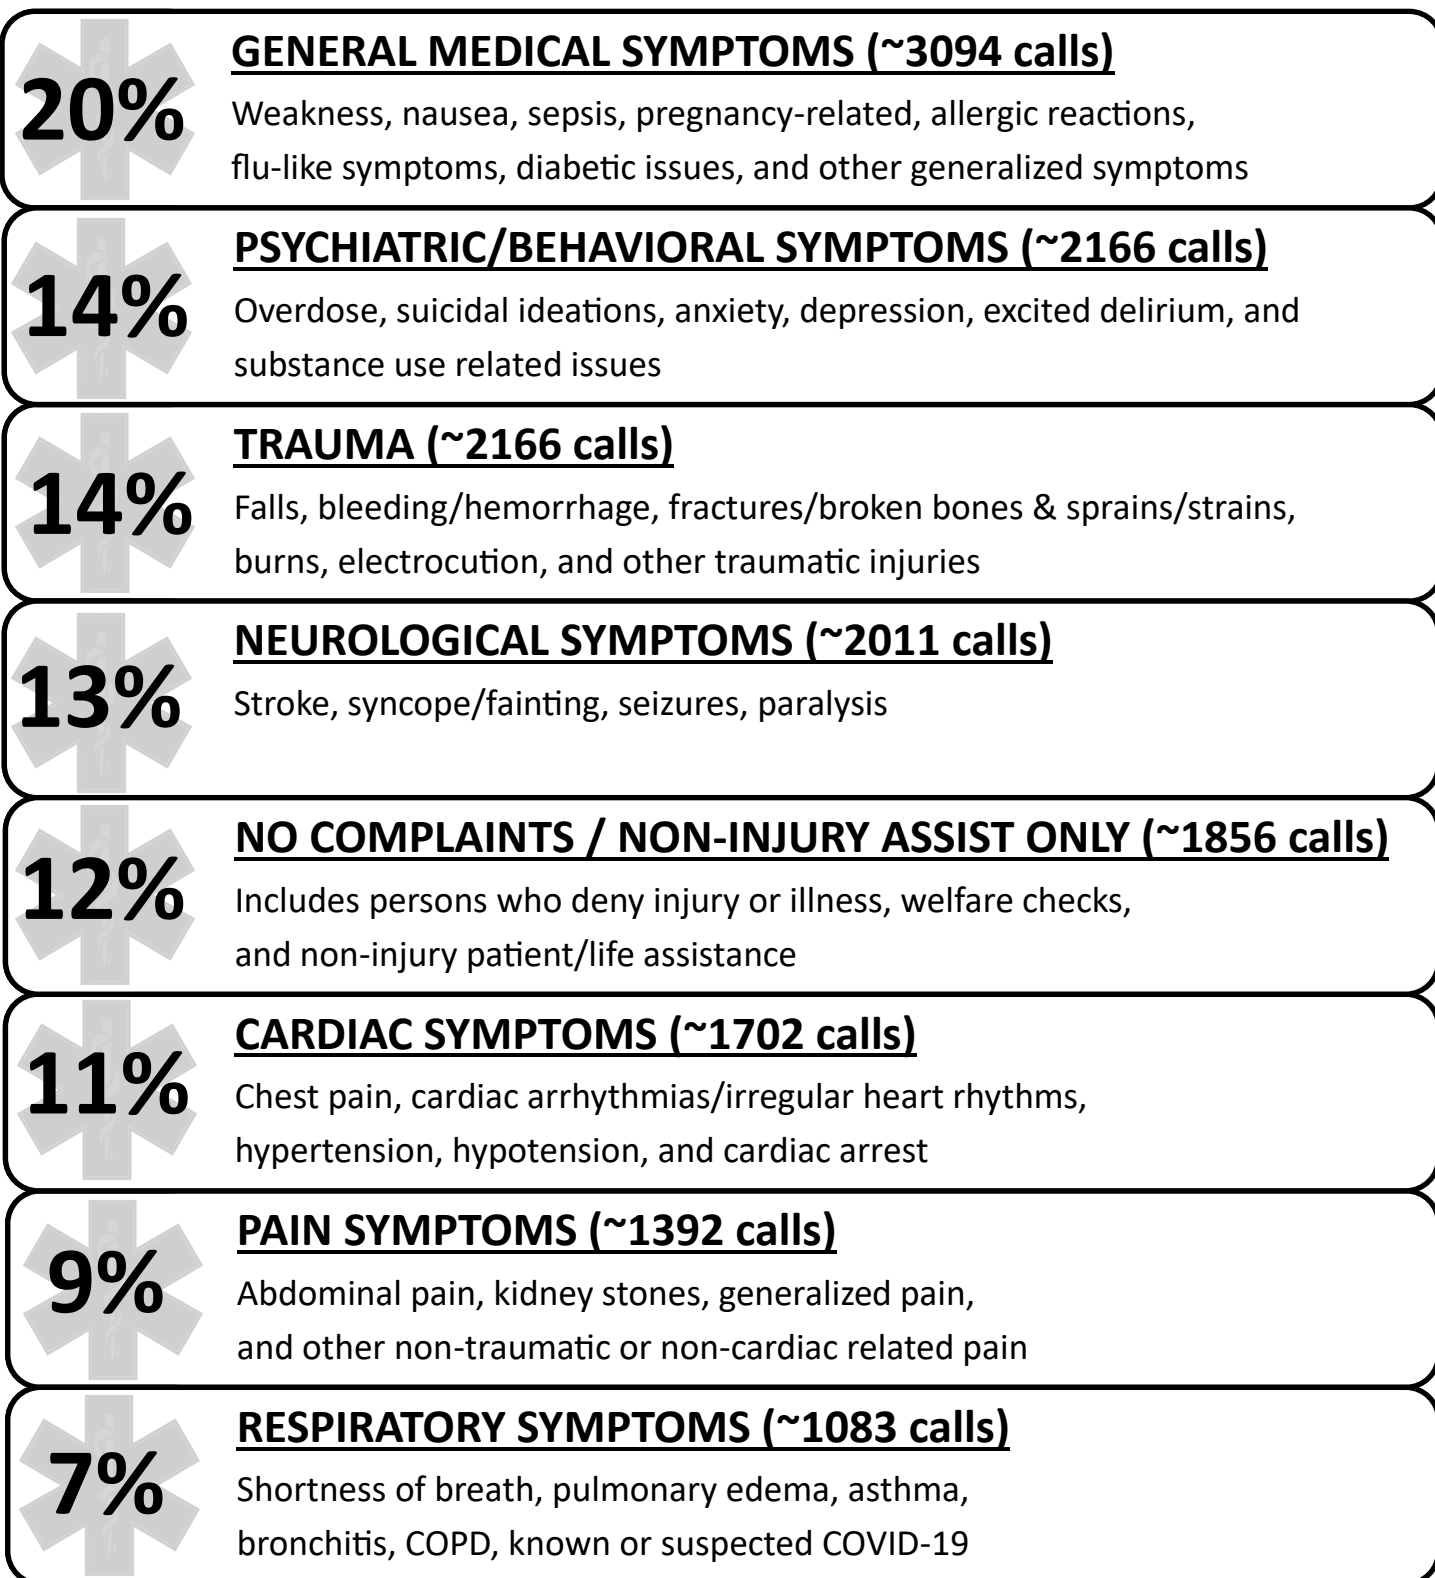 20%
GENERAL MEDICAL SYMPTOMS (~3094 calls)
Weakness, nausea, sepsis, pregnancy-related, allergic reactions,
flu-like symptoms, diabetic issues, and other generalized symptoms
14%
PSYCHIATRIC/BEHAVIORAL SYMPTOMS (~2166 calls)
Overdose, suicidal ideations, anxiety, depression, excited delirium, and
substance use related issues
14%
TRAUMA (~2166 calls)
Falls, bleeding/hemorrhage, fractures/broken bones & sprains/strains,
burns, electrocution, and other traumatic injuries
13%
NEUROLOGICAL SYMPTOMS (~2011 calls)
Stroke, syncope/fainting, seizures, paralysis
12%
NO COMPLAINTS / NON-INJURY ASSIST ONLY (~1856 calls)
Includes persons who deny injury or illness, welfare checks,
and non-injury patient/life assistance
11%
CARDIAC SYMPTOMS (~1702 calls)
Chest pain, cardiac arrhythmias/irregular heart rhythms,
hypertension, hypotension, and cardiac arrest
9%
PAIN SYMPTOMS (~1392 calls)
Abdominal pain, kidney stones, generalized pain,
and other non-traumatic or non-cardiac related pain
7%
RESPIRATORY SYMPTOMS (~1083 calls)
Shortness of breath, pulmonary edema, asthma,
bronchitis, COPD, known or suspected COVID-19